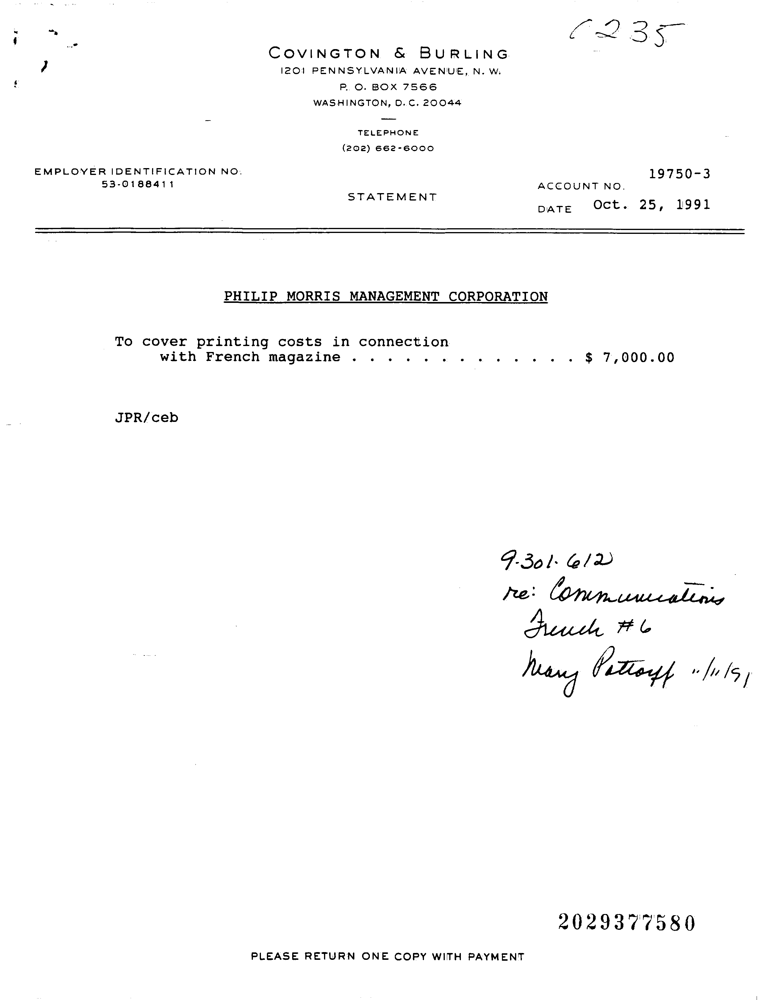 C235
COVINGTON & BURLING
1201 PENNSYLVANIA AVENUE, N. W.
P. O. BOX 7566
WASHINGTON, D. C. 20044
TELEPHONE
(202) 662-6000
EMPLOYER IDENTIFICATION NO.
53-0188411
STATEMENT
19750-3
ACCOUNT NO.
DATE Oct. 25, 1991
PHILIP MORRIS MANAGEMENT CORPORATION
To cover printing costs in connection
with French magazine . . . . . . . . . . . . . $ 7,000.00
JPR/ceb
9-301-612
re: Communications
French #6
Mary Pottorff 11/11/91
2029377580
PLEASE RETURN ONE COPY WITH PAYMENT